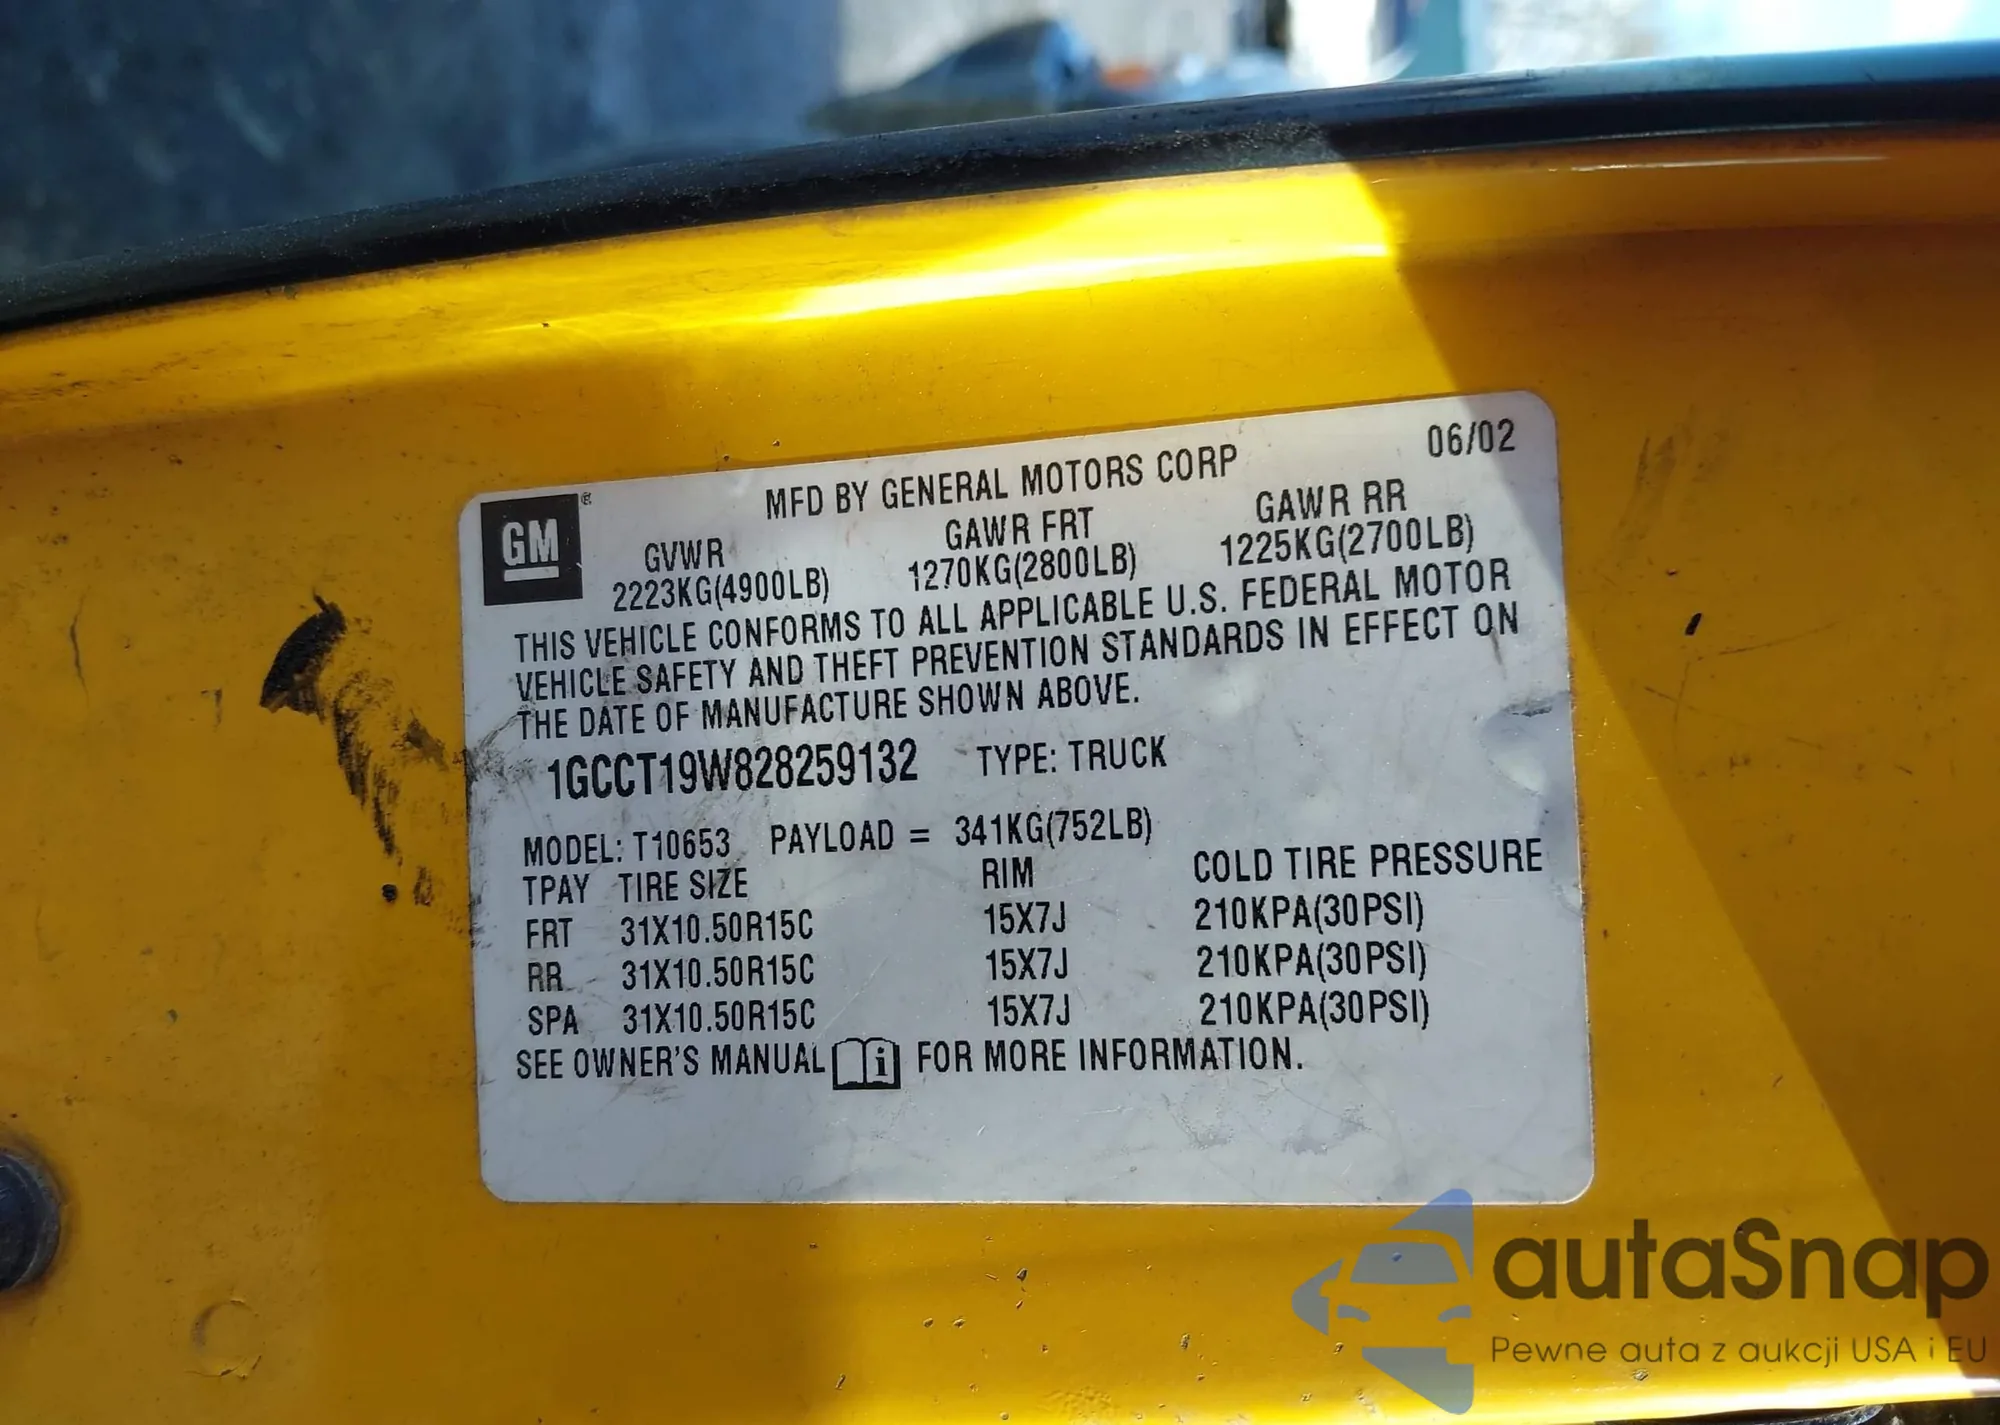 06/02
MFD BY GENERAL MOTORS CORP
GM
GVWR GAWR FRT GAWR RR
2223KG(4900LB) 1270KG(2800LB) 1225KG(2700LB)
THIS VEHICLE CONFORMS TO ALL APPLICABLE U.S. FEDERAL MOTOR
VEHICLE SAFETY AND THEFT PREVENTION STANDARDS IN EFFECT ON
THE DATE OF MANUFACTURE SHOWN ABOVE.
1GCCT19W828259132 TYPE: TRUCK
MODEL: T10653 PAYLOAD = 341KG(752LB)
TPAY TIRE SIZE RIM COLD TIRE PRESSURE
FRT 31X10.50R15C 15X7J 210KPA(30PSI)
RR 31X10.50R15C 15X7J 210KPA(30PSI)
SPA 31X10.50R15C 15X7J 210KPA(30PSI)
SEE OWNER'S MANUAL i FOR MORE INFORMATION.
autaSnap
Pewne auta z aukcji USA i EU